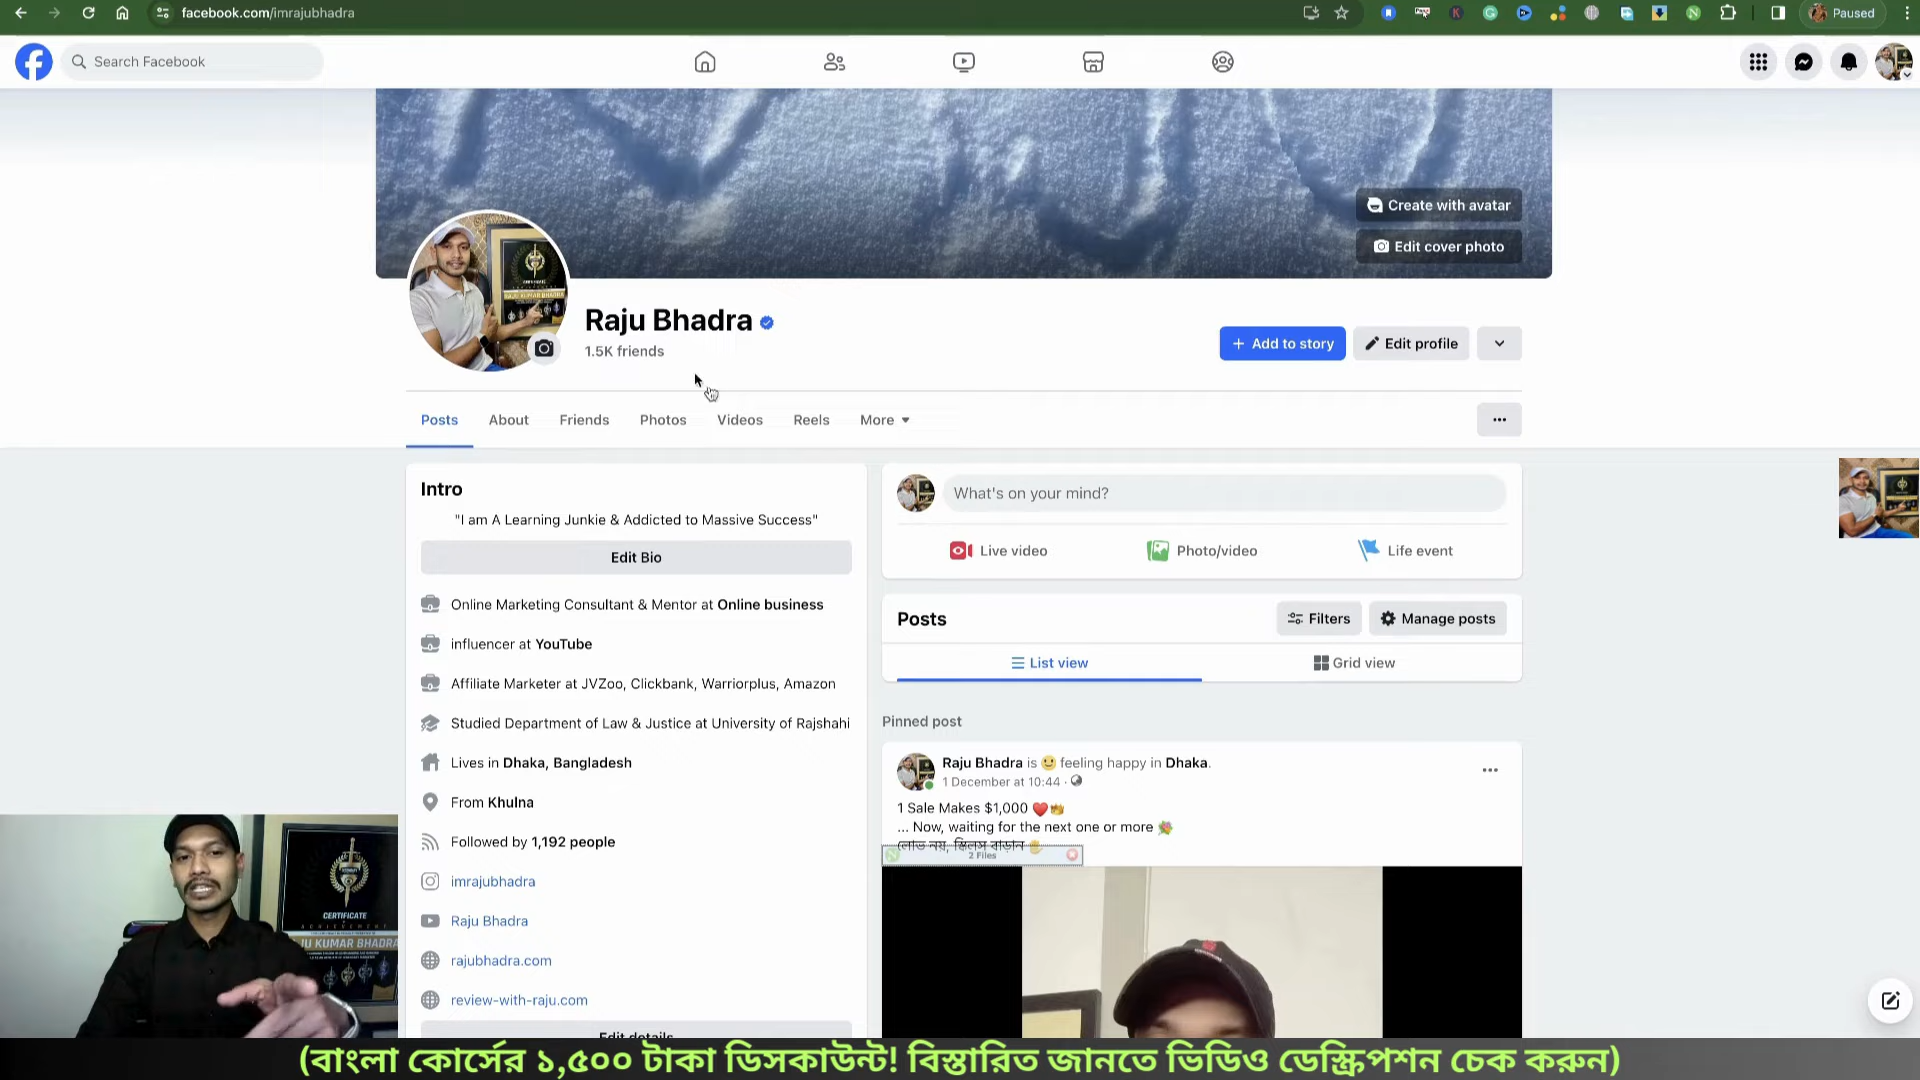 facebook.com/imrajubhadra
Paused
Search Facebook
Create with avatar
Edit cover photo
Raju Bhadra
1.5K friends
+ Add to story
Edit profile
Posts
About
Friends
Photos
Videos
Reels
More
Intro
"I am A Learning Junkie & Addicted to Massive Success"
Edit Bio
Online Marketing Consultant & Mentor at Online business
influencer at YouTube
Affiliate Marketer at JVZoo, Clickbank, Warriorplus, Amazon
Studied Department of Law & Justice at University of Rajshahi
Lives in Dhaka, Bangladesh
From Khulna
Followed by 1,192 people
imrajubhadra
Raju Bhadra
rajubhadra.com
review-with-raju.com
Edit details
What's on your mind?
Live video
Photo/video
Life event
Posts
Filters
Manage posts
List view
Grid view
Pinned post
Raju Bhadra is 🙂 feeling happy in Dhaka.
1 December at 10:44 ·
1 Sale Makes $1,000 ❤️👑
... Now, waiting for the next one or more 💐
লোভ নয়, স্কিলস বাড়ান ✋
2 Files
CERTIFICATE
ACHIEVEMENT
JU KUMAR BHADRA
(বাংলা কোর্সের ১,৫০০ টাকা ডিসকাউন্ট! বিস্তারিত জানতে ভিডিও ডেস্ক্রিপশন চেক করুন)